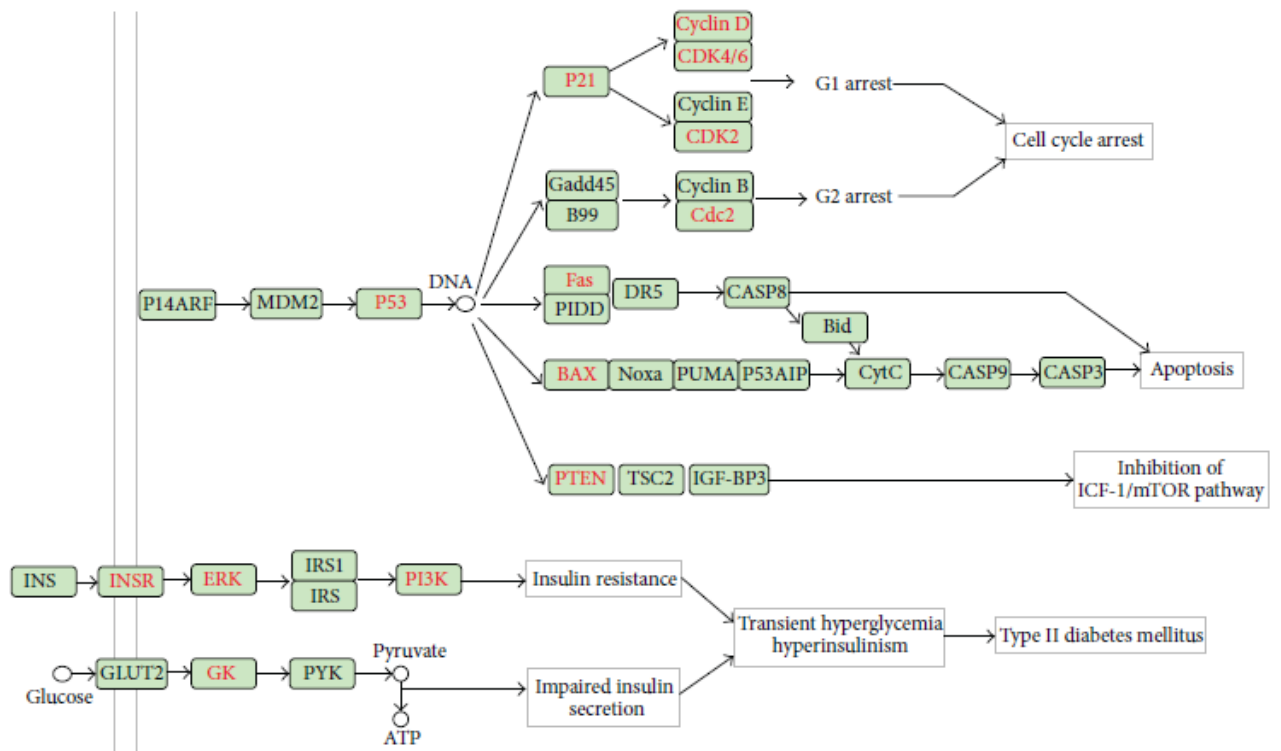 Cyclin D
CDK4/6
P21
G1 arrest
Cyclin E
CDK2
Cell cycle arrest
Gadd45
B99
Cyclin B
Cdc2
G2 arrest
DNA
P14ARF
MDM2
P53
Fas
PIDD
DR5
CASP8
Bid
BAX
Noxa
PUMA
P53AIP
CytC
CASP9
CASP3
Apoptosis
PTEN
TSC2
IGF-BP3
Inhibition of
ICF-1/mTOR pathway
INS
INSR
ERK
IRS1
IRS
PI3K
Insulin resistance
Transient hyperglycemia
hyperinsulinism
Type II diabetes mellitus
Glucose
GLUT2
GK
PYK
Pyruvate
ATP
Impaired insulin
secretion